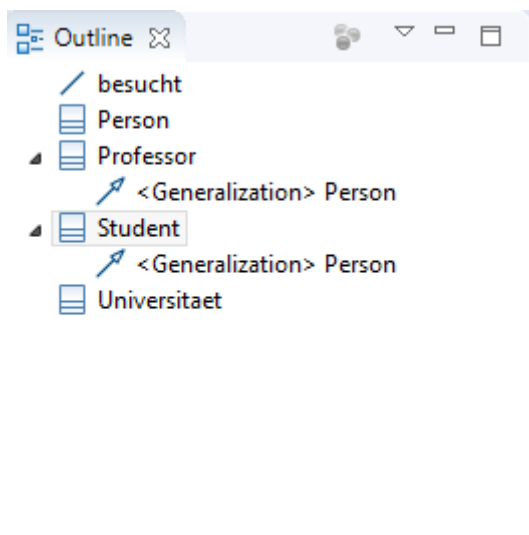 Outline
besucht
Person
Professor
<Generalization> Person
Student
<Generalization> Person
Universitaet